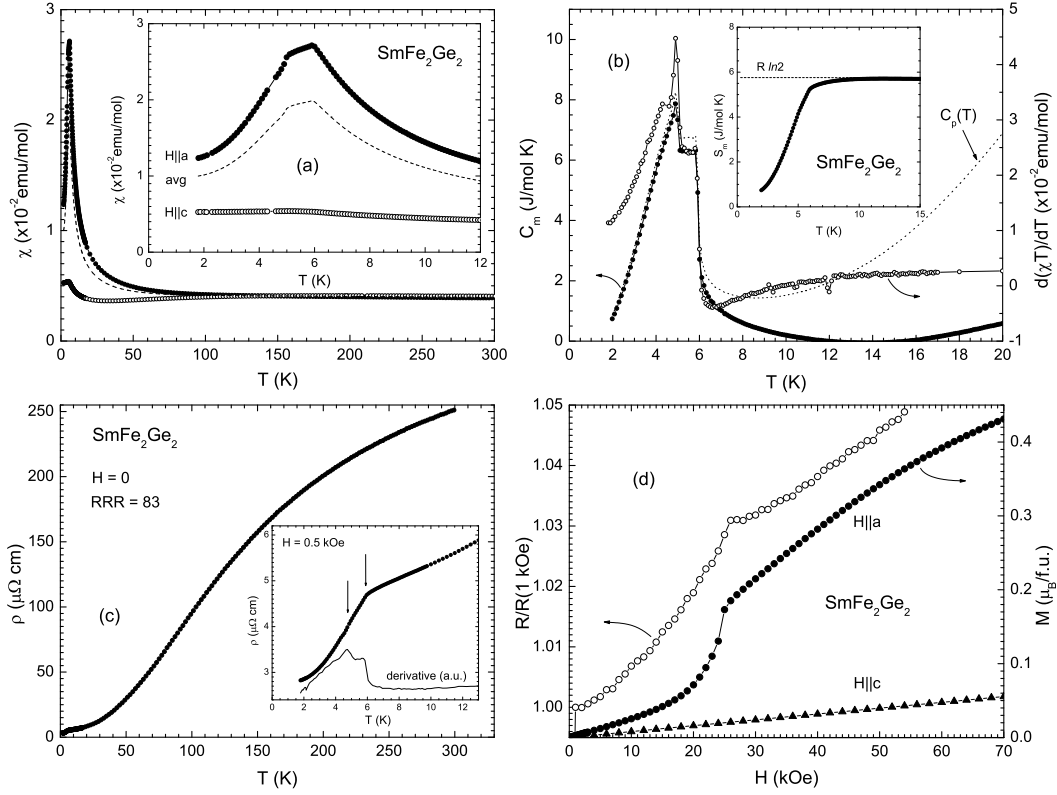 SmFe₂Ge₂
H||a
avg
H||c
(a)
χ (x10⁻²emu/mol)
T (K)
0 2 4 6 8 10 12
0 1 2 3
χ (x10⁻²emu/mol)
0 1 2 3
0 50 100 150 200 250 300
T (K)
(b)
R ln2
S_m (J/mol K)
0 2 4 6 8
SmFe₂Ge₂
0 5 10 15
T (K)
C_p(T)
C_m (J/mol K)
0 2 4 6 8 10
d(χT)/dT (x10⁻²emu/mol)
-1 0 1 2 3 4 5
0 2 4 6 8 10 12 14 16 18 20
T (K)
SmFe₂Ge₂
H = 0
RRR = 83
(c)
H = 0.5 kOe
ρ (μΩ cm)
2 3 4 5 6
derivative (a.u.)
0 2 4 6 8 10 12
T (K)
ρ (μΩ cm)
0 50 100 150 200 250
0 50 100 150 200 250 300
T (K)
(d)
H||a
SmFe₂Ge₂
H||c
R/R(1 kOe)
1.00 1.01 1.02 1.03 1.04 1.05
M (μ_B/f.u.)
0.0 0.1 0.2 0.3 0.4
0 10 20 30 40 50 60 70
H (kOe)